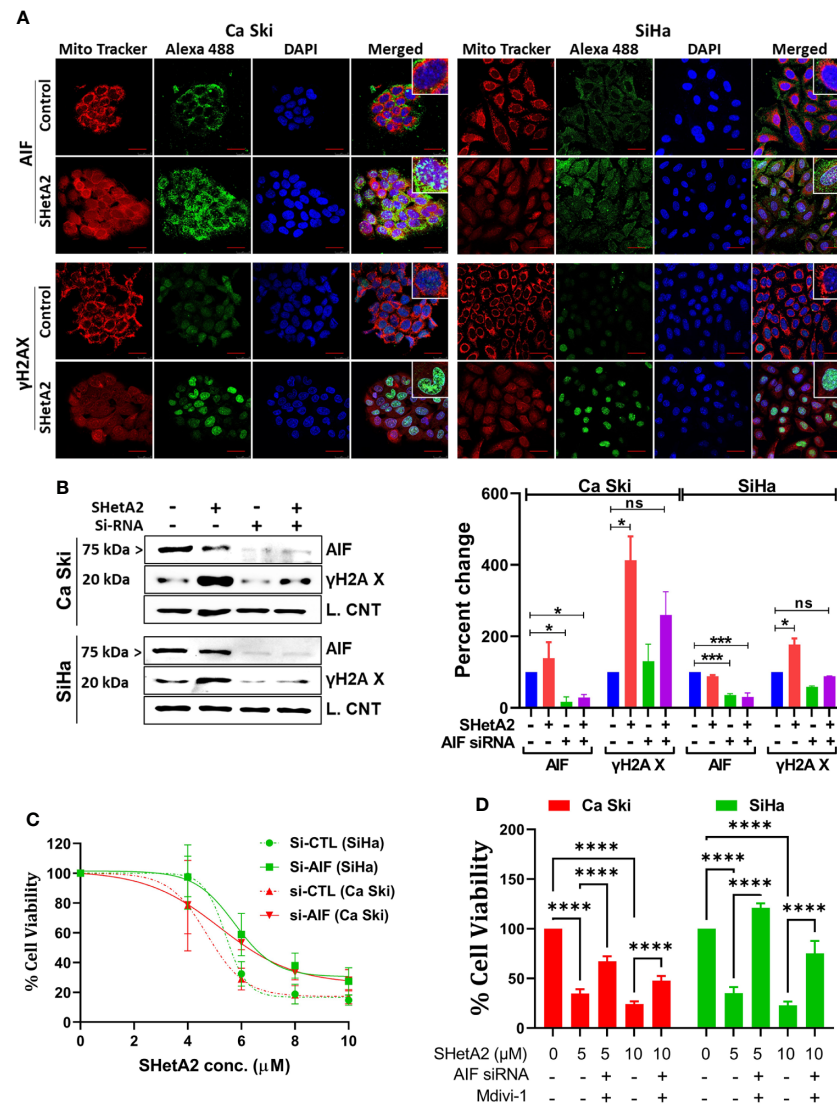 A
Ca Ski SiHa
Mito Tracker Alexa 488 DAPI Merged Mito Tracker Alexa 488 DAPI Merged
AIF
Control
SHetA2
γH2AX
Control
SHetA2
B
SHetA2 - + - +
Si-RNA - - + +
Ca Ski
75 kDa > AIF
20 kDa γH2A X
L. CNT
SiHa
75 kDa > AIF
20 kDa γH2A X
L. CNT
Ca Ski SiHa
Percent change
600
400
200
0
* * * ns *** *** * ns
SHetA2 - + - + - + - + - + - + - + - +
AIF siRNA - - + + - - + + - - + + - - + +
AIF γH2A X AIF γH2A X
C
% Cell Viability
120
100
80
60
40
20
0
0 2 4 6 8 10
SHetA2 conc. (μM)
Si-CTL (SiHa)
Si-AIF (SiHa)
si-CTL (Ca Ski)
si-AIF (Ca Ski)
D
Ca Ski SiHa
% Cell Viability
200
150
100
50
0
**** **** **** **** **** **** **** ****
SHetA2 (μM) 0 5 5 10 10 0 5 5 10 10
AIF siRNA - - + - + - - + - +
Mdivi-1 - - + - + - - + - +